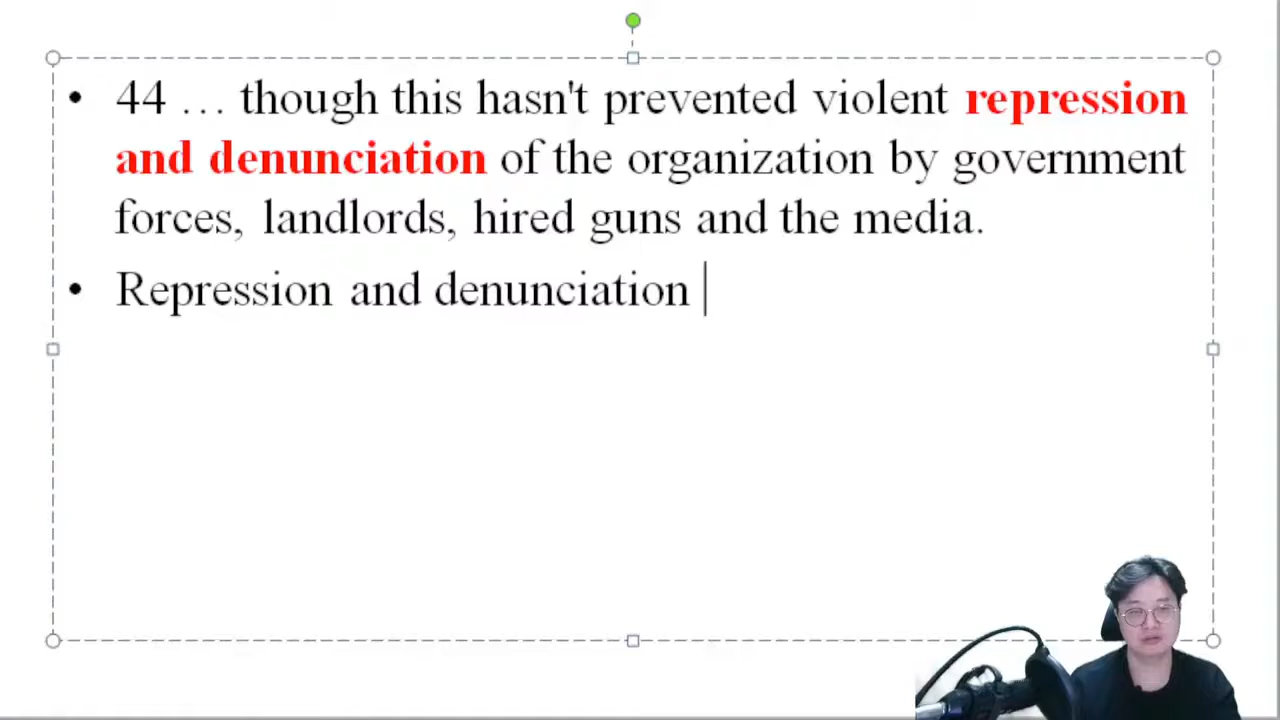 • 44 … though this hasn't prevented violent repression
and denunciation of the organization by government
forces, landlords, hired guns and the media.
• Repression and denunciation